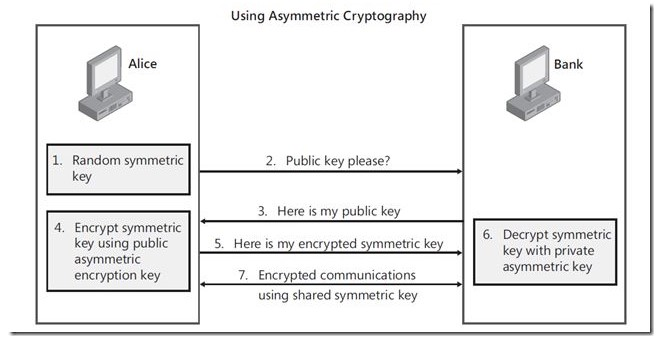 Using Asymmetric Cryptography
Alice
Bank
1. Random symmetric
key
2. Public key please?
3. Here is my public key
4. Encrypt symmetric
key using public
asymmetric
encryption key
5. Here is my encrypted symmetric key
6. Decrypt symmetric
key with private
asymmetric key
7. Encrypted communications
using shared symmetric key